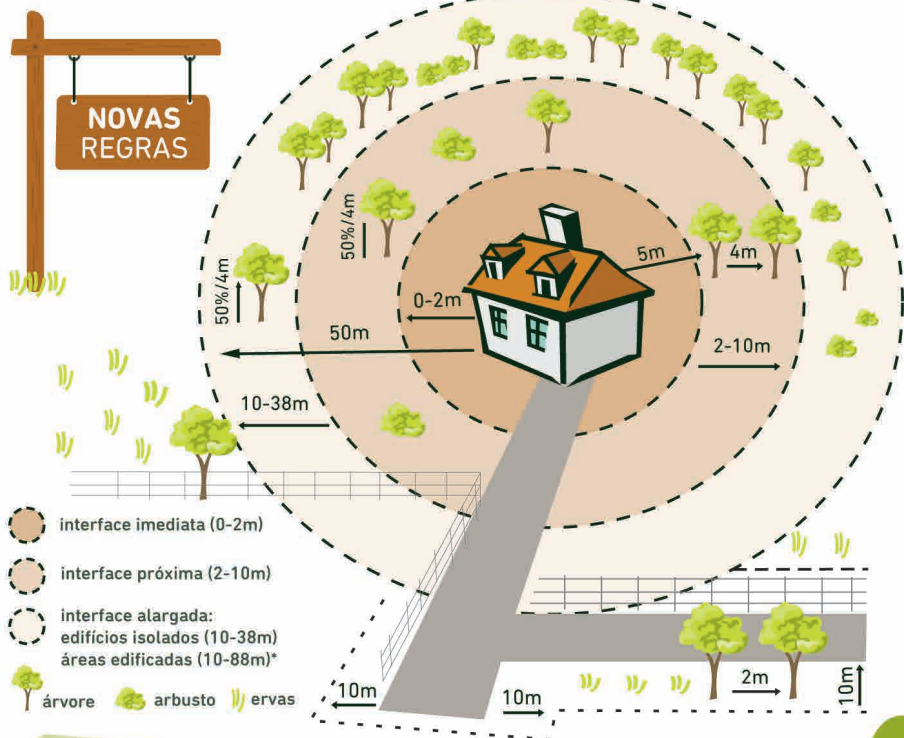 NOVAS
REGRAS
50%/4m
50%/4m
5m
4m
0-2m
50m
2-10m
10-38m
interface imediata (0-2m)
interface próxima (2-10m)
interface alargada:
edifícios isolados (10-38m)
áreas edificadas (10-88m)*
árvore
arbusto
ervas
10m
10m
2m
10m